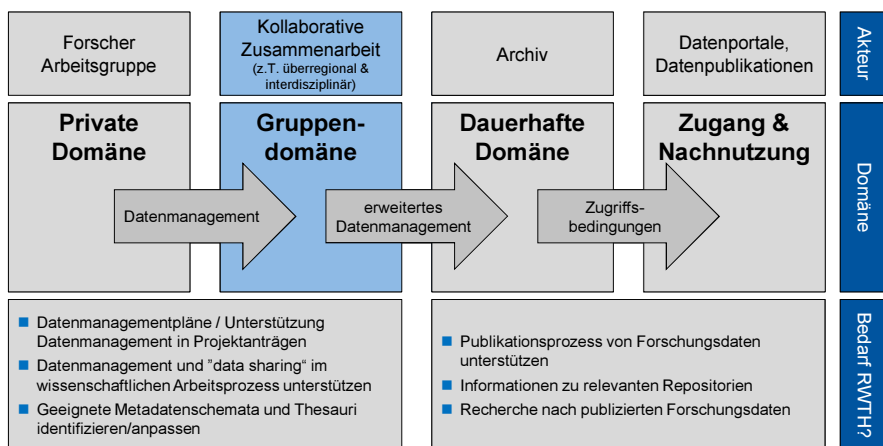 Forscher
Arbeitsgruppe
Kollaborative
Zusammenarbeit
(z.T. überregional &
interdisziplinär)
Archiv
Datenportale,
Datenpublikationen
Akteur
Private
Domäne
Gruppen-
domäne
Dauerhafte
Domäne
Zugang &
Nachnutzung
Domäne
Datenmanagement
erweitertes
Datenmanagement
Zugriffs-
bedingungen
Datenmanagementpläne / Unterstützung
Datenmanagement in Projektanträgen
Datenmanagement und ”data sharing“ im
wissenschaftlichen Arbeitsprozess unterstützen
Geeignete Metadatenschemata und Thesauri
identifizieren/anpassen
Publikationsprozess von Forschungsdaten
unterstützen
Informationen zu relevanten Repositorien
Recherche nach publizierten Forschungsdaten
Bedarf RWTH?